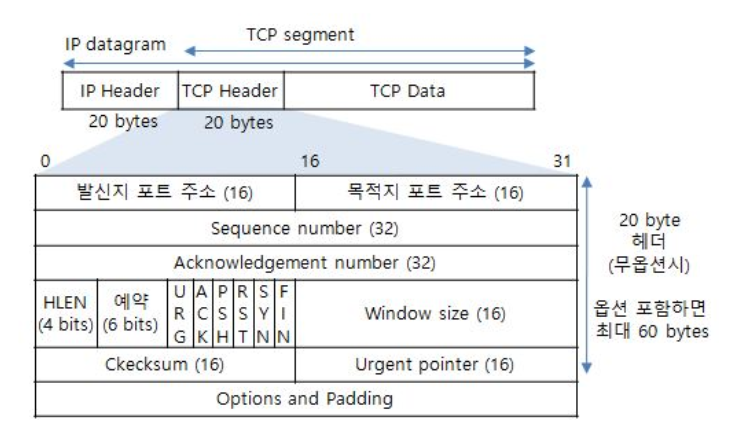 TCP segment
IP datagram
IP Header TCP Header TCP Data
20 bytes 20 bytes
0 16 31
발신지 포트 주소 (16) 목적지 포트 주소 (16)
Sequence number (32)
Acknowledgement number (32)
HLEN (4 bits) 예약 (6 bits) URG ACK PSH RST SYN FIN Window size (16)
Ckecksum (16) Urgent pointer (16)
Options and Padding
20 byte
헤더
(무옵션시)
옵션 포함하면
최대 60 bytes